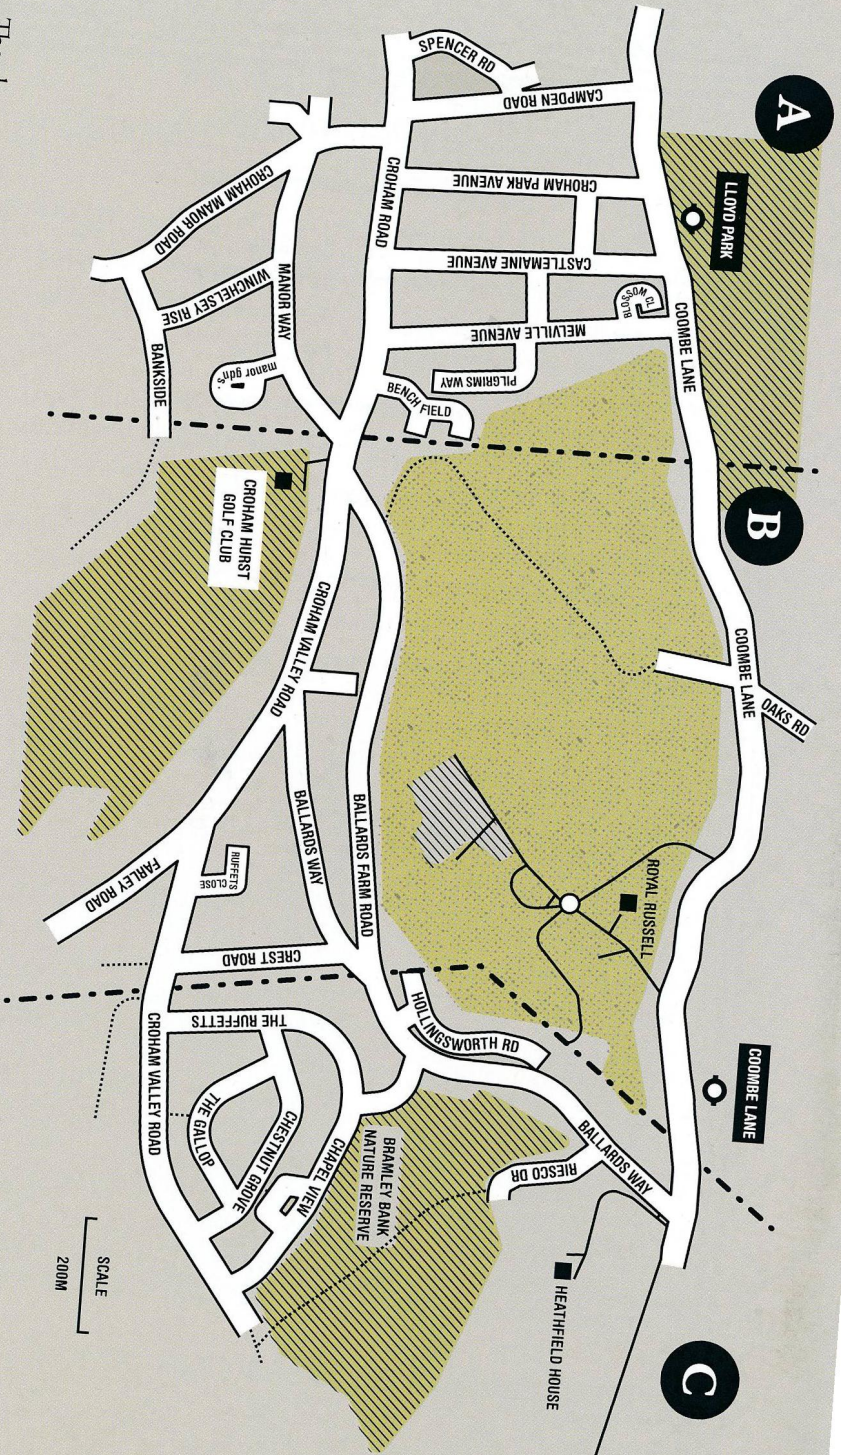 A
LLOYD PARK
SPENCER RD
CAMPDEN ROAD
CROHAM PARK AVENUE
CASTLEMAINE AVENUE
BLOSSOM CL
MELVILLE AVENUE
PILGRIMS WAY
BENCH FIELD
COOMBE LANE
CROHAM ROAD
CROHAM MANOR ROAD
MANOR WAY
WINCHELSEY RISE
BANKSIDE
manor gdn's.
B
COOMBE LANE
OAKS RD
CROHAM HURST
GOLF CLUB
CROHAM VALLEY ROAD
BALLARDS WAY
BALLARDS FARM ROAD
ROYAL RUSSELL
FARLEY ROAD
RUFFETS
CLOSE
CREST ROAD
COOMBE LANE
HOLLINGSWORTH RD
THE RUFFETTS
CROHAM VALLEY ROAD
THE GALLOP
CHESTNUT GROVE
CHAPEL VIEW
BRAMLEY BANK
NATURE RESERVE
BALLARDS WAY
RIESCO DR
HEATHFIELD HOUSE
C
SCALE
200M